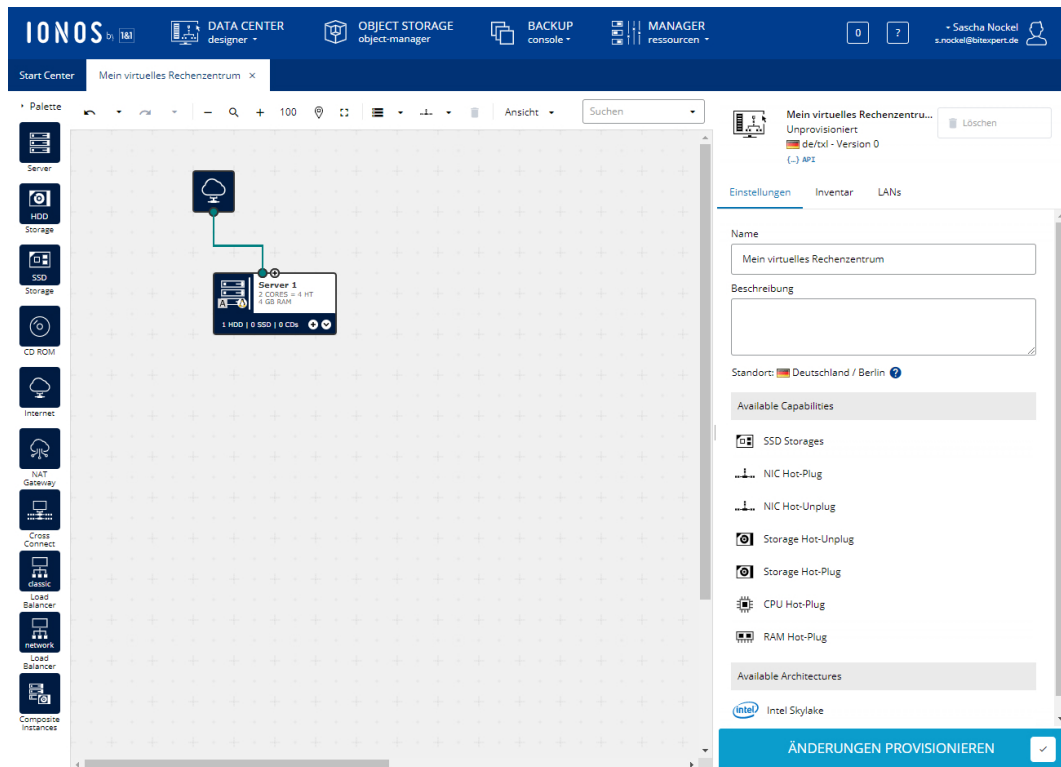 IONOS by 1&1
DATA CENTER
designer
OBJECT STORAGE
object-manager
BACKUP
console
MANAGER
ressourcen
0
?
Sascha Nockel
s.nockel@bitexpert.de
Start Center
Mein virtuelles Rechenzentrum ×
Palette
100
Ansicht
Suchen
Server
HDD
Storage
SSD
Storage
CD ROM
Internet
NAT
Gateway
Cross
Connect
classic
Load
Balancer
network
Load
Balancer
Composite
Instances
Server 1
2 CORES = 4 HT
4 GB RAM
A
1 HDD | 0 SSD | 0 CDs
Mein virtuelles Rechenzentru...
Unprovisioniert
de/txl - Version 0
{...} API
Löschen
Einstellungen
Inventar
LANs
Name
Mein virtuelles Rechenzentrum
Beschreibung
Standort: Deutschland / Berlin ?
Available Capabilities
SSD Storages
NIC Hot-Plug
NIC Hot-Unplug
Storage Hot-Unplug
Storage Hot-Plug
CPU Hot-Plug
RAM Hot-Plug
Available Architectures
intel Intel Skylake
ÄNDERUNGEN PROVISIONIEREN